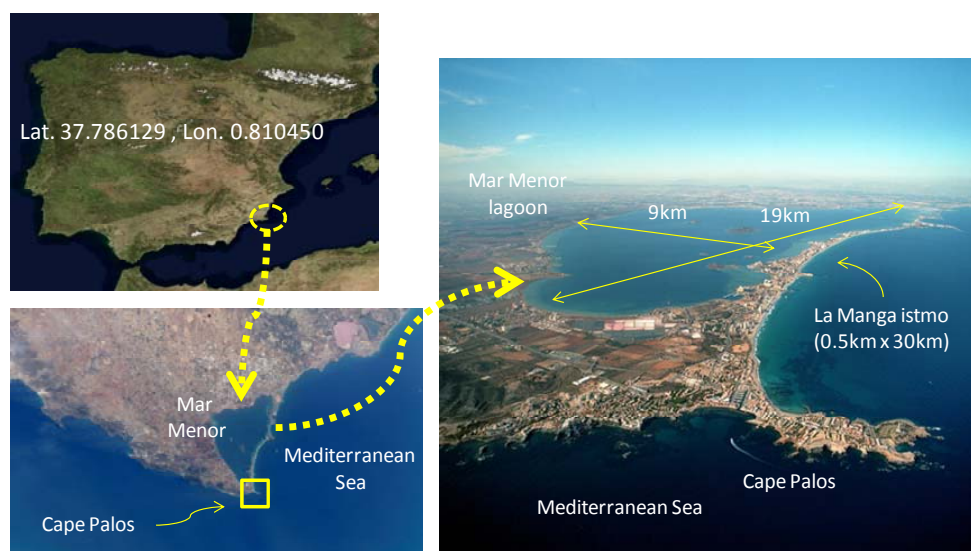 Lat. 37.786129 , Lon. 0.810450
Mar
Menor
Mediterranean
Sea
Cape Palos
Mar Menor
lagoon
9km
19km
La Manga istmo
(0.5km x 30km)
Cape Palos
Mediterranean Sea